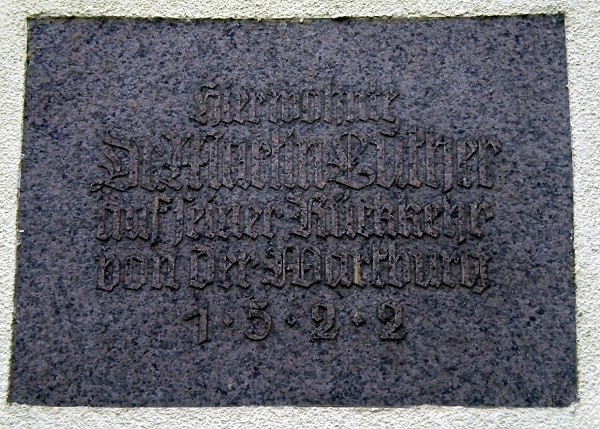 Hier wohnte
Dr Martin Luther
auf seiner Rückkehr
von der Wartburg
1·5·2·2